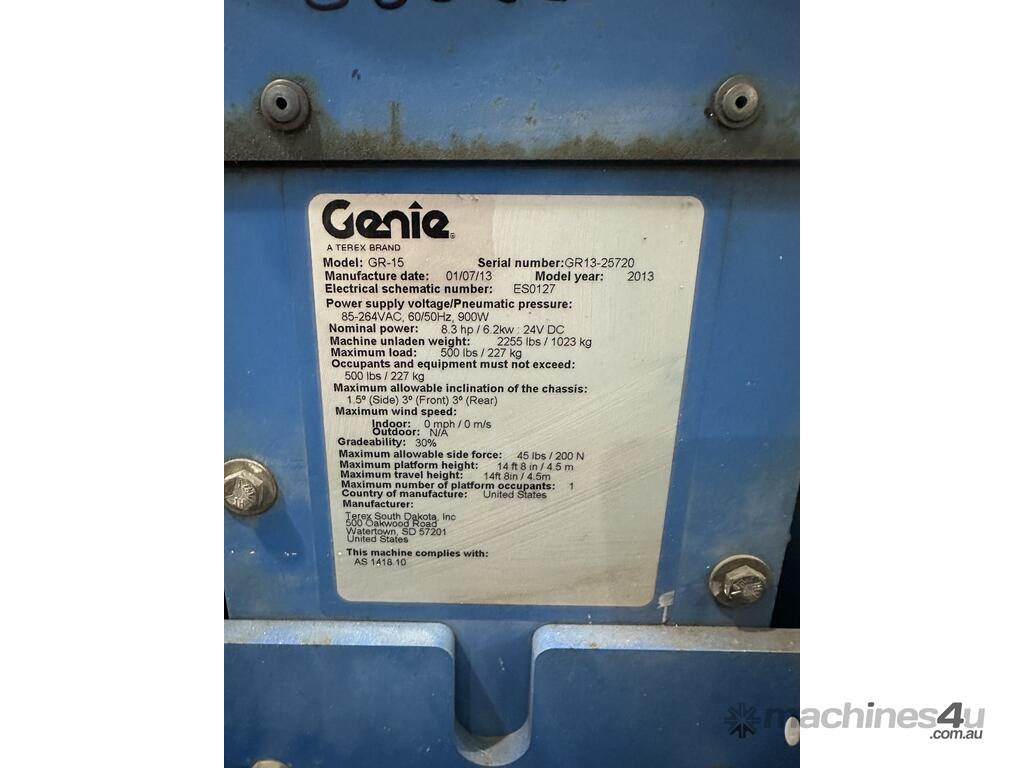 Genie®
A TEREX BRAND
Model: GR-15 Serial number:GR13-25720
Manufacture date: 01/07/13 Model year: 2013
Electrical schematic number: ES0127
Power supply voltage/Pneumatic pressure:
85-264VAC, 60/50Hz, 900W
Nominal power: 8.3 hp / 6.2kw : 24V DC
Machine unladen weight: 2255 lbs / 1023 kg
Maximum load: 500 lbs / 227 kg
Occupants and equipment must not exceed:
500 lbs / 227 kg
Maximum allowable inclination of the chassis:
1.5º (Side) 3º (Front) 3º (Rear)
Maximum wind speed:
Indoor: 0 mph / 0 m/s
Outdoor: N/A
Gradeability: 30%
Maximum allowable side force: 45 lbs / 200 N
Maximum platform height: 14 ft 8 in / 4.5 m
Maximum travel height: 14ft 8in / 4.5m
Maximum number of platform occupants: 1
Country of manufacture: United States
Manufacturer:
Terex South Dakota, Inc
500 Oakwood Road
Watertown, SD 57201
United States
This machine complies with:
AS 1418.10
machines4u
.com.au